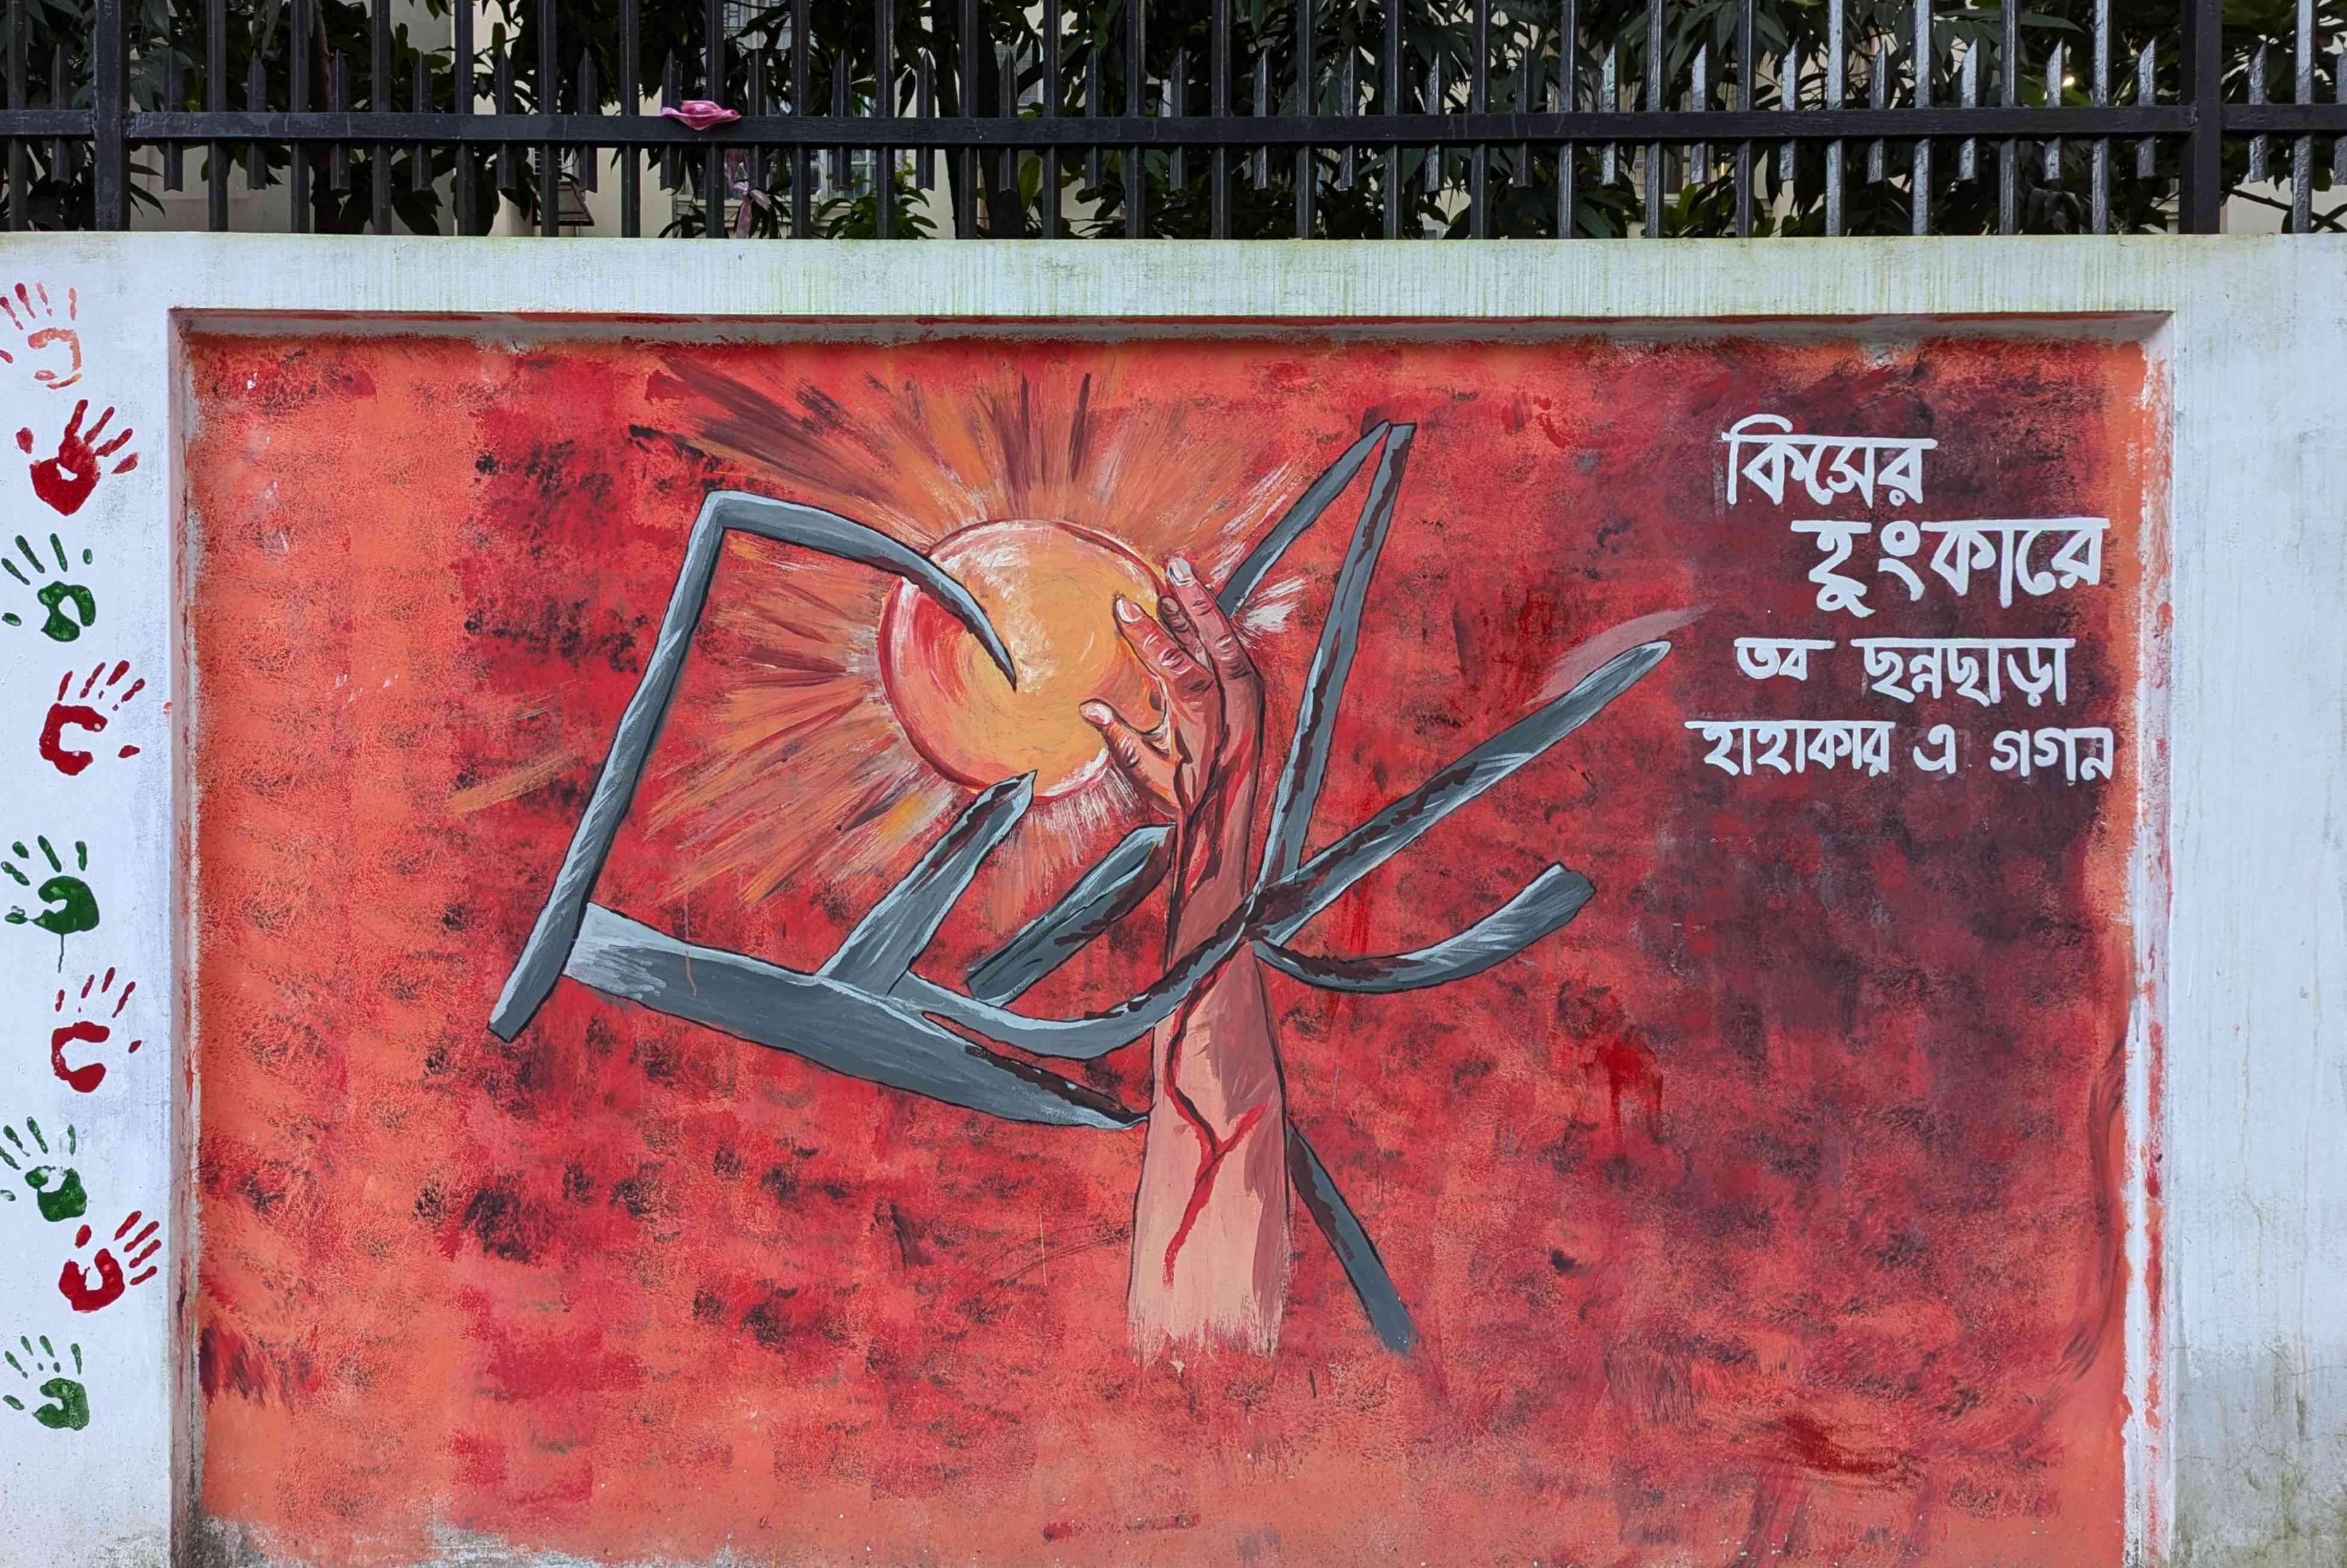 কিসের
হুংকারে
তব ছন্নছাড়া
হাহাকার এ গগন